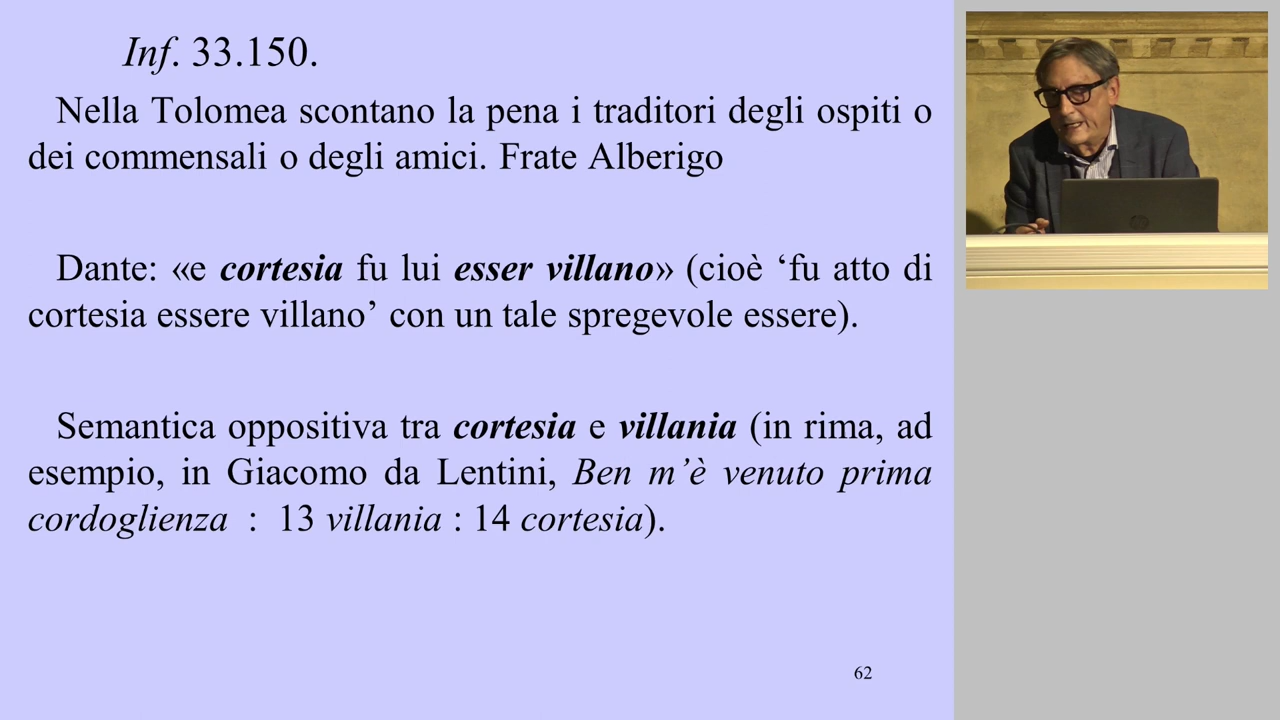 Inf. 33.150.
Nella Tolomea scontano la pena i traditori degli ospiti o
dei commensali o degli amici. Frate Alberigo
Dante: «e cortesia fu lui esser villano» (cioè ‘fu atto di
cortesia essere villano’ con un tale spregevole essere).
Semantica oppositiva tra cortesia e villania (in rima, ad
esempio, in Giacomo da Lentini, Ben m’è venuto prima
cordoglienza : 13 villania : 14 cortesia).
62